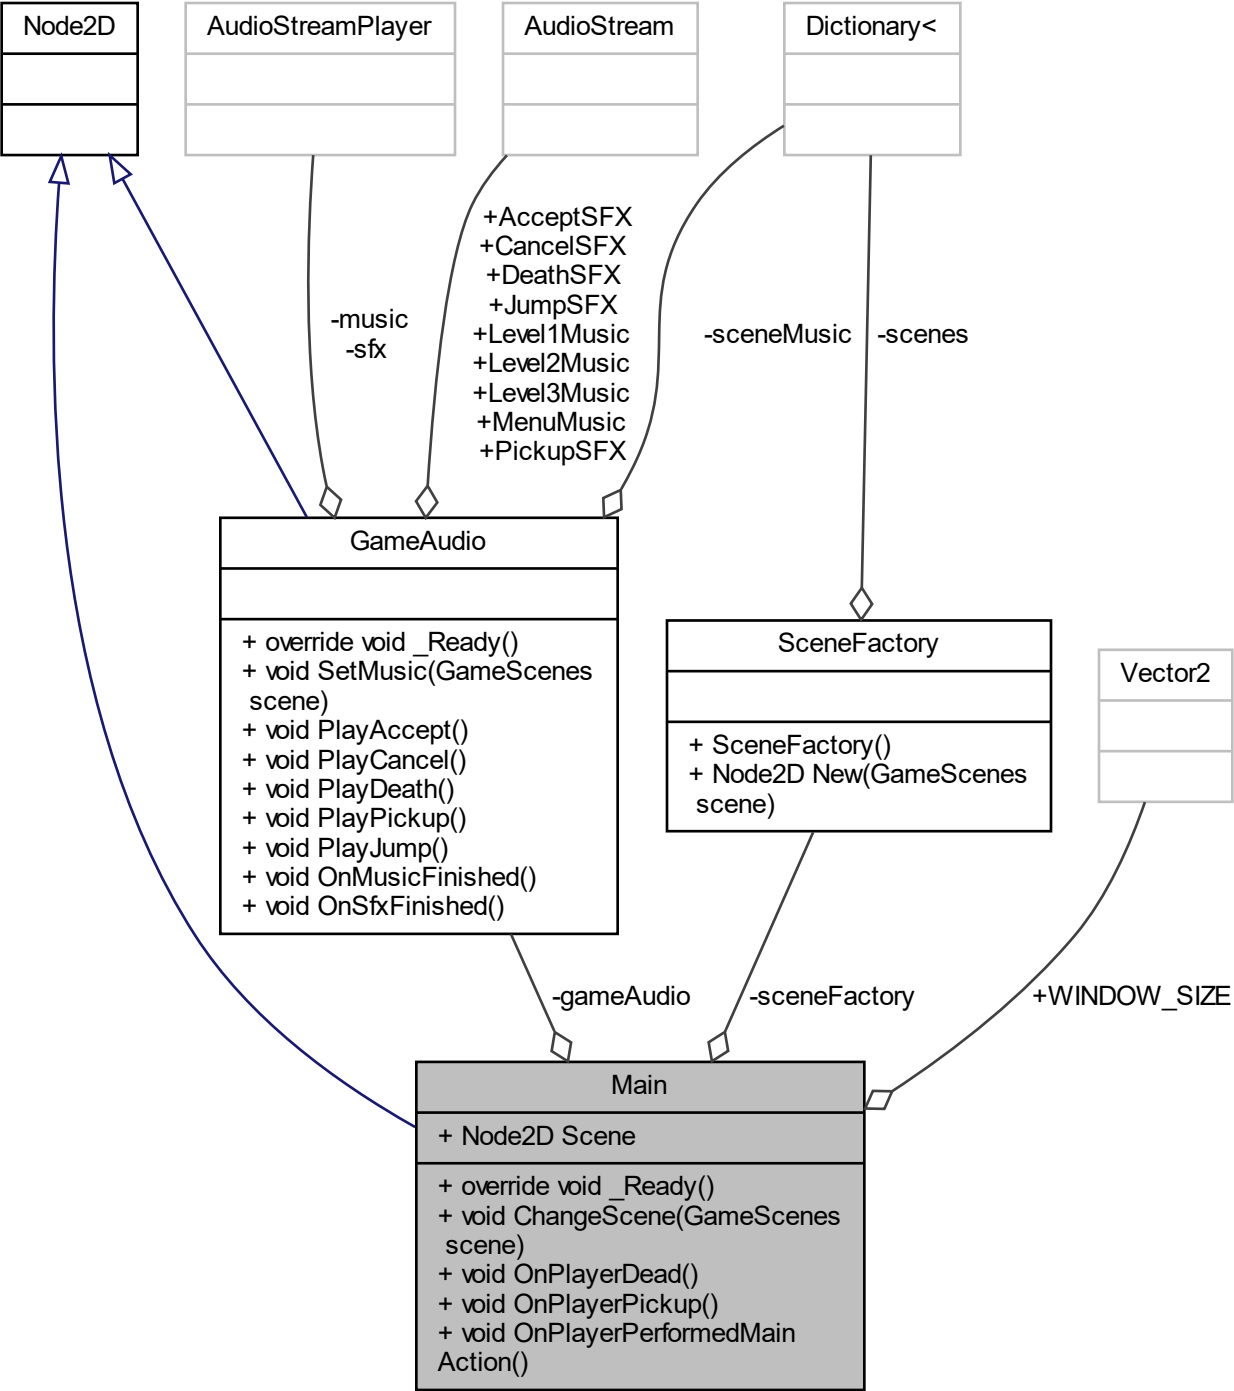 Node2D
AudioStreamPlayer
AudioStream
Dictionary<
+AcceptSFX
+CancelSFX
+DeathSFX
+JumpSFX
+Level1Music
+Level2Music
+Level3Music
+MenuMusic
+PickupSFX
-music
-sfx
-sceneMusic
-scenes
GameAudio
+ override void _Ready()
+ void SetMusic(GameScenes
scene)
+ void PlayAccept()
+ void PlayCancel()
+ void PlayDeath()
+ void PlayPickup()
+ void PlayJump()
+ void OnMusicFinished()
+ void OnSfxFinished()
SceneFactory
+ SceneFactory()
+ Node2D New(GameScenes
scene)
Vector2
-gameAudio
-sceneFactory
+WINDOW_SIZE
Main
+ Node2D Scene
+ override void _Ready()
+ void ChangeScene(GameScenes
scene)
+ void OnPlayerDead()
+ void OnPlayerPickup()
+ void OnPlayerPerformedMain
Action()